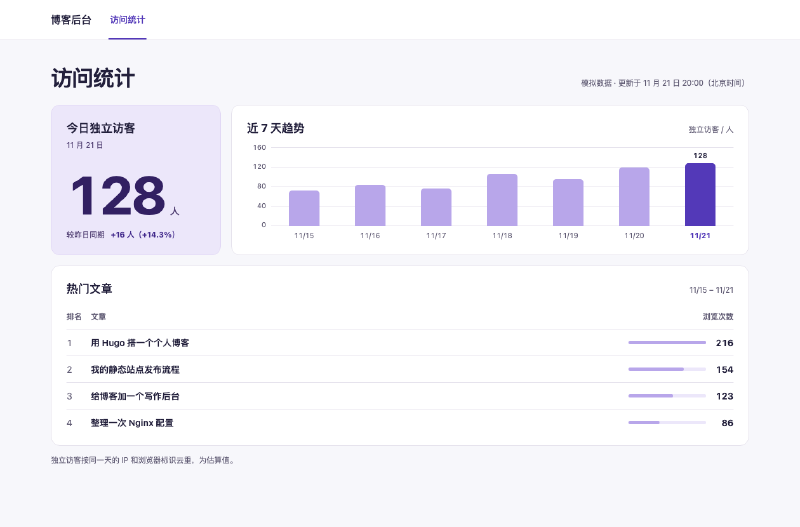 博客后台 访问统计
访问统计
模拟数据 · 更新于 11 月 21 日 20:00（北京时间）
今日独立访客
11 月 21 日
128 人
较昨日同期 +16 人（+14.3%）
近 7 天趋势
独立访客 / 人
160
120
80
40
0
128
11/15 11/16 11/17 11/18 11/19 11/20 11/21
热门文章
11/15 – 11/21
排名 文章 浏览次数
1 用 Hugo 搭一个个人博客 216
2 我的静态站点发布流程 154
3 给博客加一个写作后台 123
4 整理一次 Nginx 配置 86
独立访客按同一天的 IP 和浏览器标识去重，为估算值。